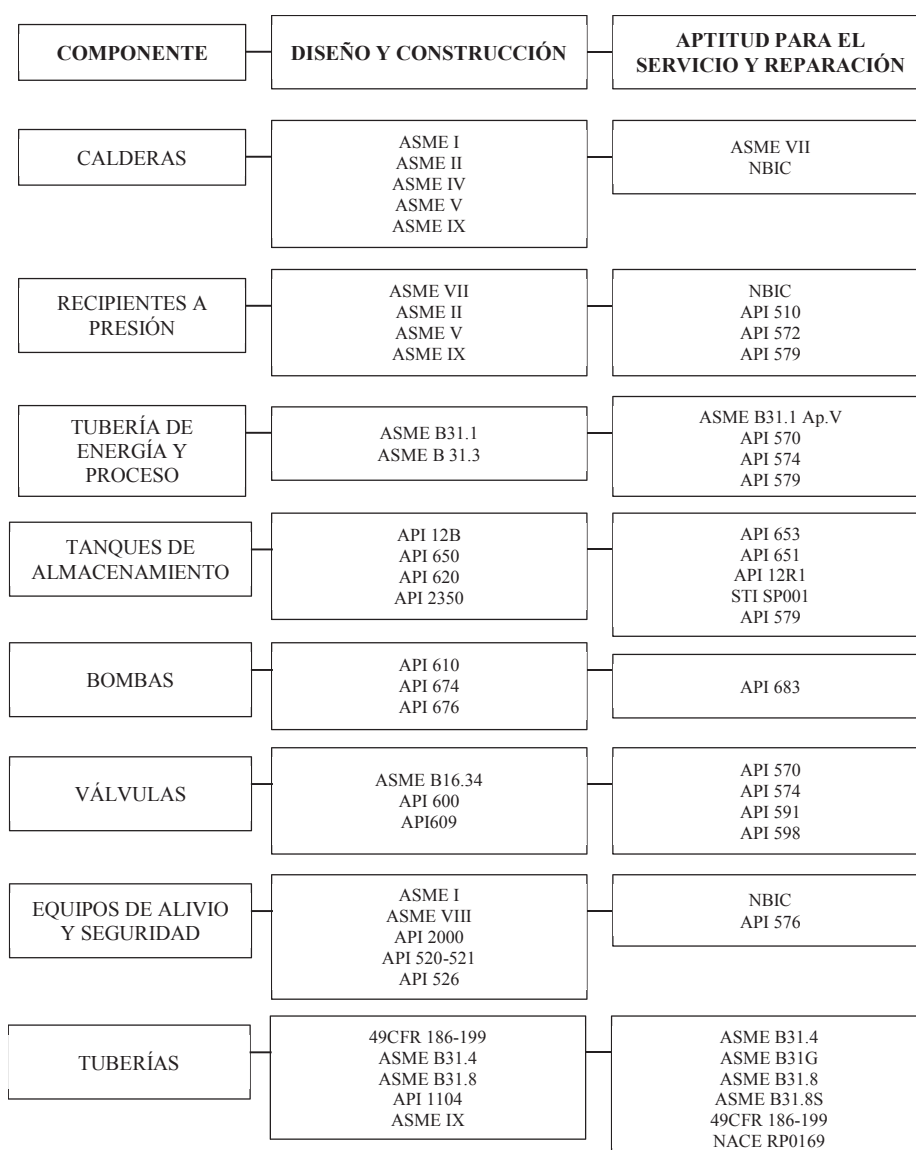 COMPONENTE
DISEÑO Y CONSTRUCCIÓN
APTITUD PARA EL
SERVICIO Y REPARACIÓN
CALDERAS
ASME I
ASME II
ASME IV
ASME V
ASME IX
ASME VII
NBIC
RECIPIENTES A
PRESIÓN
ASME VII
ASME II
ASME V
ASME IX
NBIC
API 510
API 572
API 579
TUBERÍA DE
ENERGÍA Y
PROCESO
ASME B31.1
ASME B 31.3
ASME B31.1 Ap.V
API 570
API 574
API 579
TANQUES DE
ALMACENAMIENTO
API 12B
API 650
API 620
API 2350
API 653
API 651
API 12R1
STI SP001
API 579
BOMBAS
API 610
API 674
API 676
API 683
VÁLVULAS
ASME B16.34
API 600
API609
API 570
API 574
API 591
API 598
EQUIPOS DE ALIVIO
Y SEGURIDAD
ASME I
ASME VIII
API 2000
API 520-521
API 526
NBIC
API 576
TUBERÍAS
49CFR 186-199
ASME B31.4
ASME B31.8
API 1104
ASME IX
ASME B31.4
ASME B31G
ASME B31.8
ASME B31.8S
49CFR 186-199
NACE RP0169